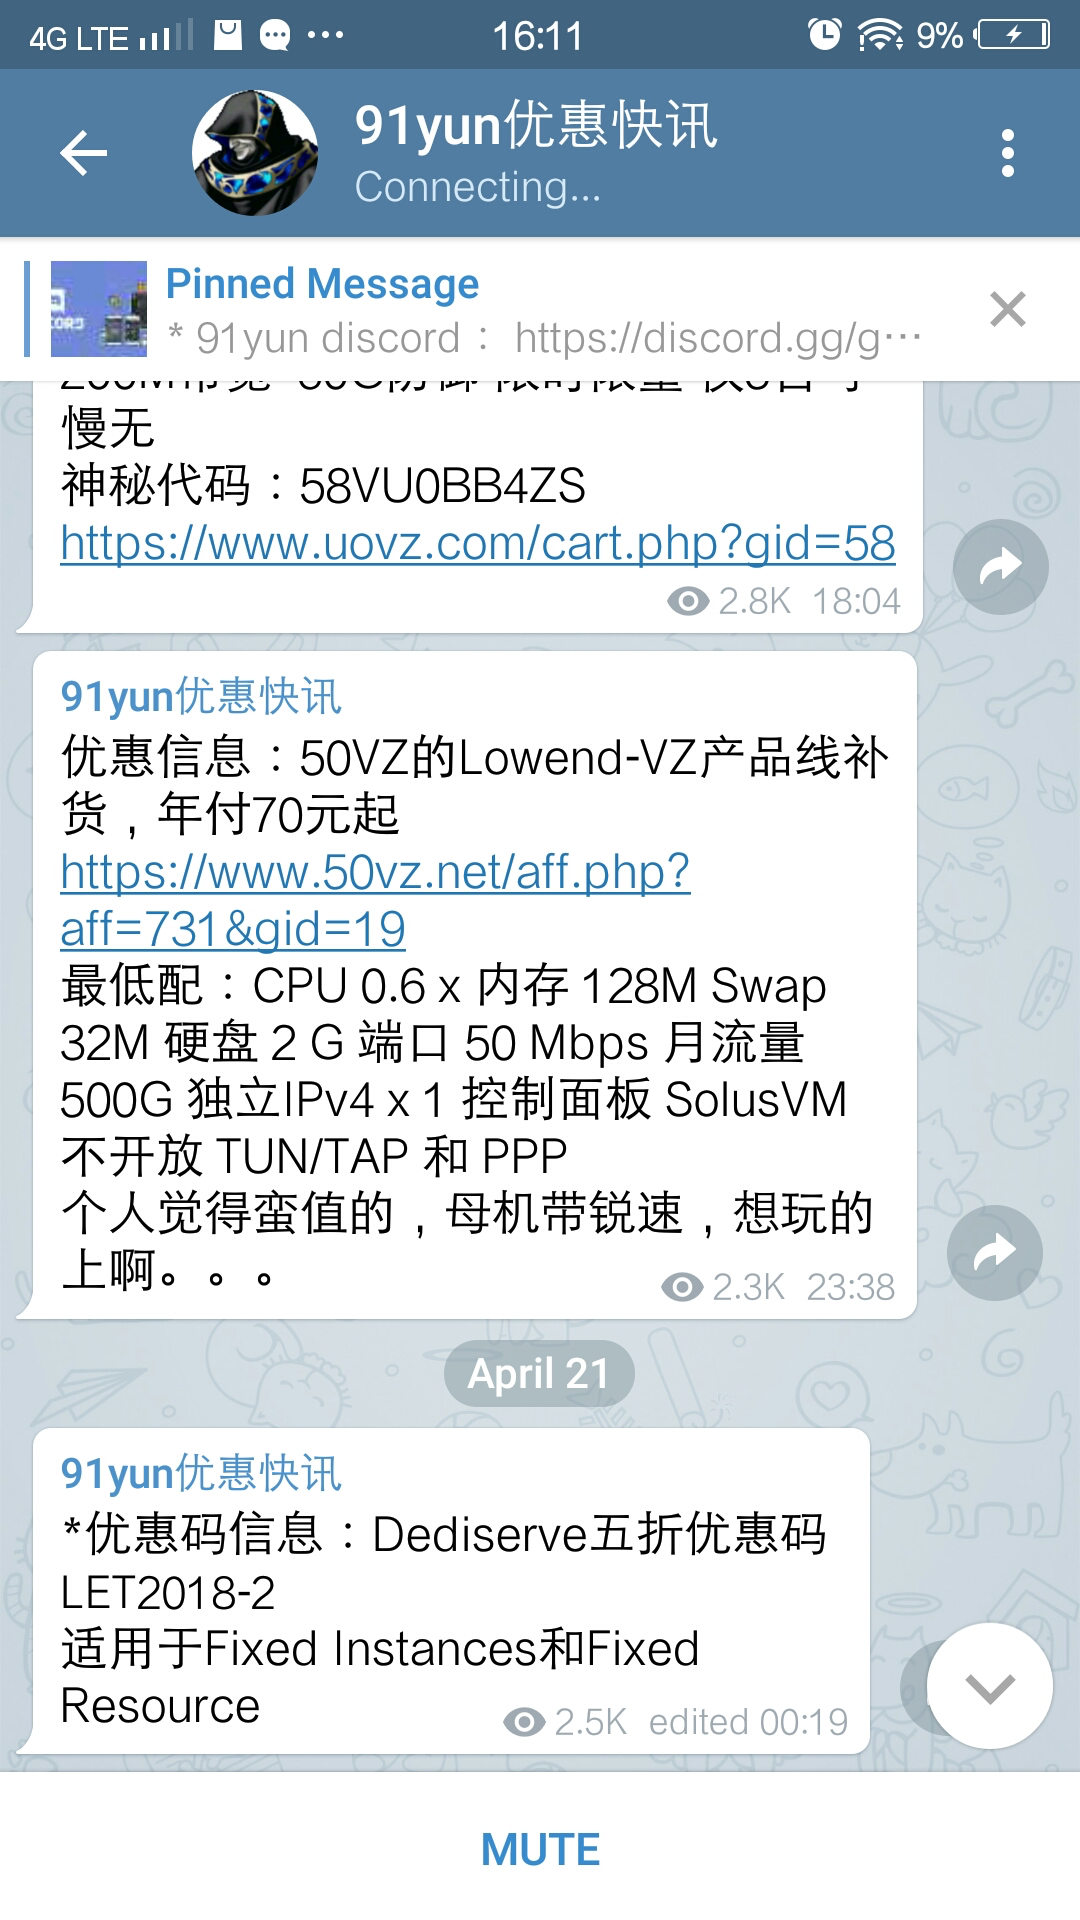 4G LTE 16:11 9%
91yun优惠快讯
Connecting...
Pinned Message
* 91yun discord： https://discord.gg/g…
慢无
神秘代码：58VU0BB4ZS
https://www.uovz.com/cart.php?gid=58
2.8K 18:04
91yun优惠快讯
优惠信息：50VZ的Lowend-VZ产品线补
货，年付70元起
https://www.50vz.net/aff.php?
aff=731&gid=19
最低配：CPU 0.6 x 内存 128M Swap
32M 硬盘 2 G 端口 50 Mbps 月流量
500G 独立IPv4 x 1 控制面板 SolusVM
不开放 TUN/TAP 和 PPP
个人觉得蛮值的，母机带锐速，想玩的
上啊。。。
2.3K 23:38
April 21
91yun优惠快讯
*优惠码信息：Dediserve五折优惠码
LET2018-2
适用于Fixed Instances和Fixed
Resource
2.5K edited 00:19
MUTE